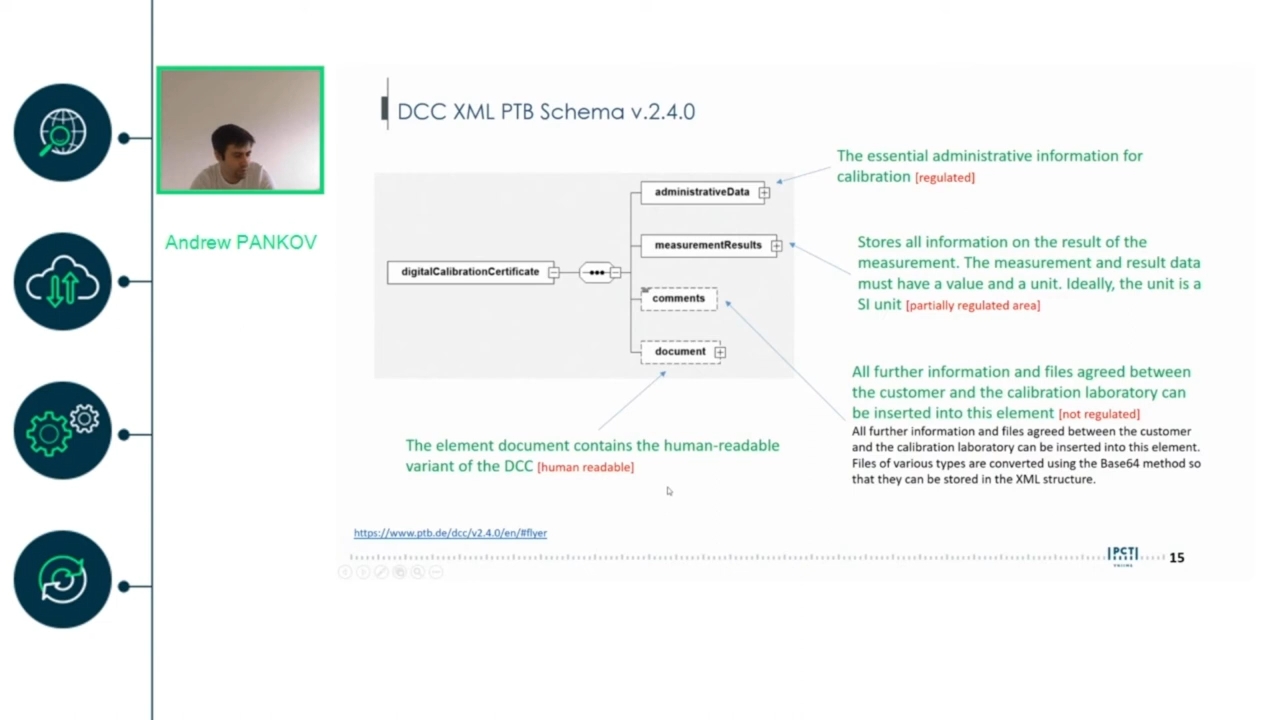 DCC XML PTB Schema v.2.4.0
Andrew PANKOV
digitalCalibrationCertificate
administrativeData
measurementResults
comments
document
The essential administrative information for
calibration [regulated]
Stores all information on the result of the
measurement. The measurement and result data
must have a value and a unit. Ideally, the unit is a
SI unit [partially regulated area]
All further information and files agreed between
the customer and the calibration laboratory can
be inserted into this element [not regulated]
All further information and files agreed between the customer
and the calibration laboratory can be inserted into this element.
Files of various types are converted using the Base64 method so
that they can be stored in the XML structure.
The element document contains the human-readable
variant of the DCC [human readable]
https://www.ptb.de/dcc/v2.4.0/en/#flyer
15